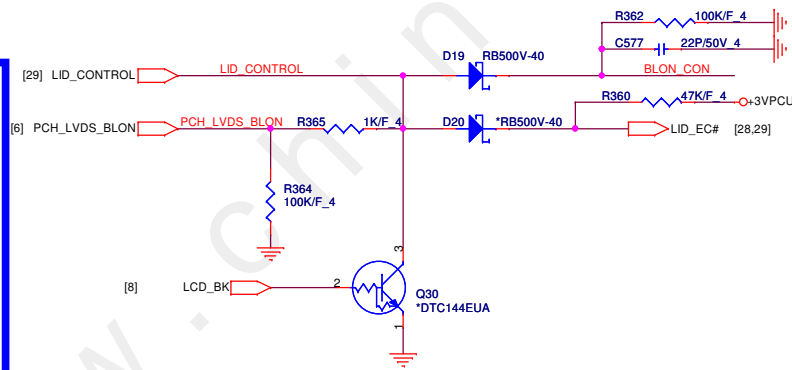 R362 100K/F_4
C577 22P/50V_4
D19 RB500V-40
[29] LID_CONTROL LID_CONTROL BLON_CON
R360 47K/F_4 +3VPCU
[6] PCH_LVDS_BLON PCH_LVDS_BLON R365 1K/F_4 D20 *RB500V-40 LID_EC# [28,29]
R364
100K/F_4
3
[8] LCD_BK 2
Q30
*DTC144EUA
1
w.chin